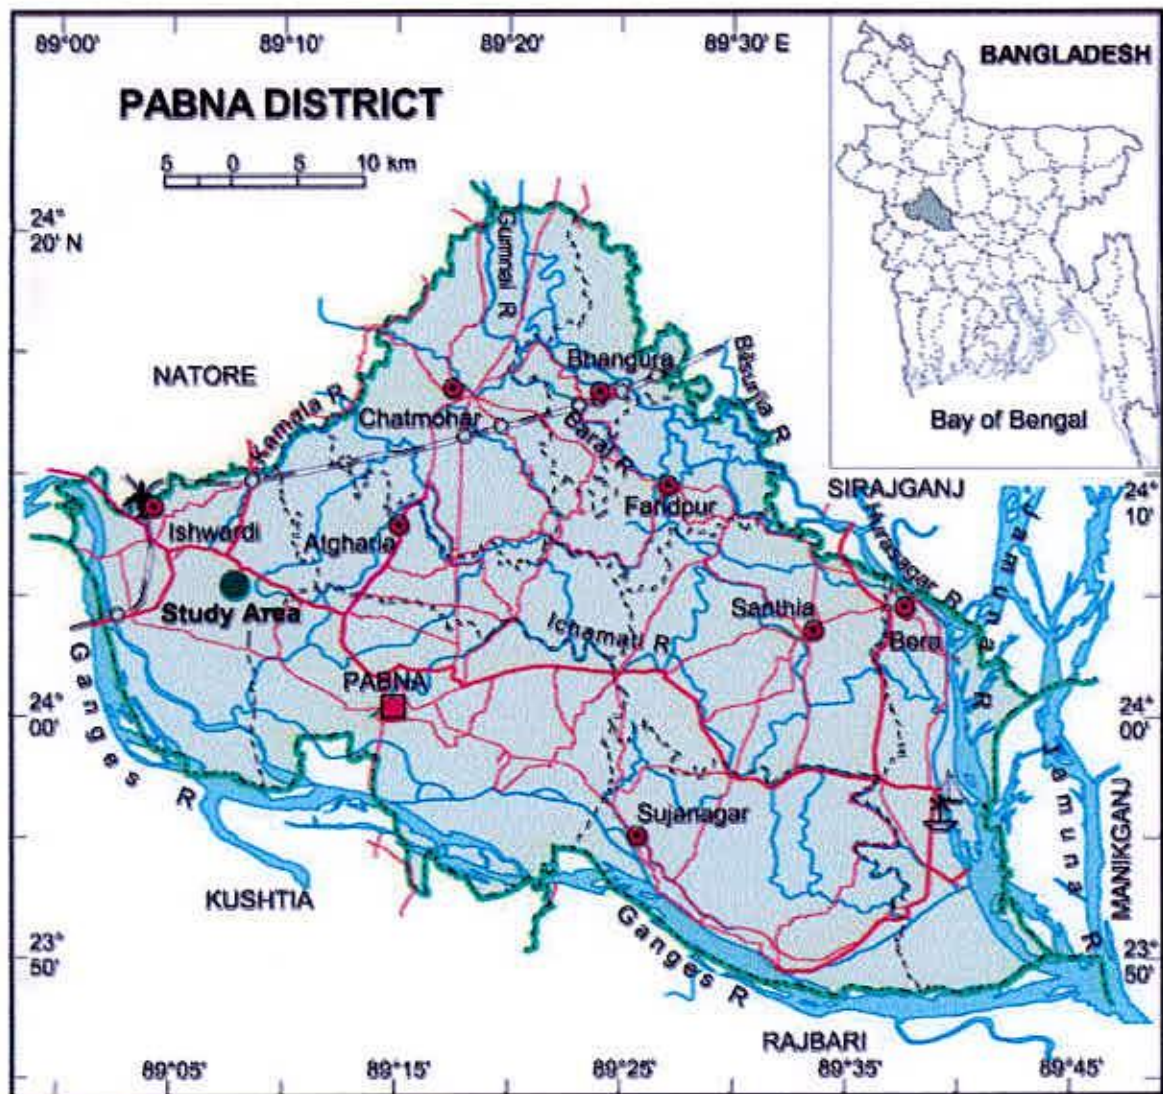 89°00' 89°10' 89°20' 89°30' E
BANGLADESH
PABNA DISTRICT
5 0 5 10 km
24°
20' N
Gumnali R
Bhangura
NATORE
Kamala R
Chatmohar
Baral R
Bay of Bengal
SIRAJGANJ
24°
10'
Ishwardi
Atgharia
Faridpur
Hurasagar R
Jamuna R
Study Area
Santhia
Bera
Ichamati R
PABNA
Ganges R
24°
00'
24°
00'
Sujanagar
Jamuna R
MANIKGANJ
KUSHTIA
Ganges R
23°
50'
23°
50'
RAJBARI
89°05' 89°15' 89°25' 89°35' 89°45'